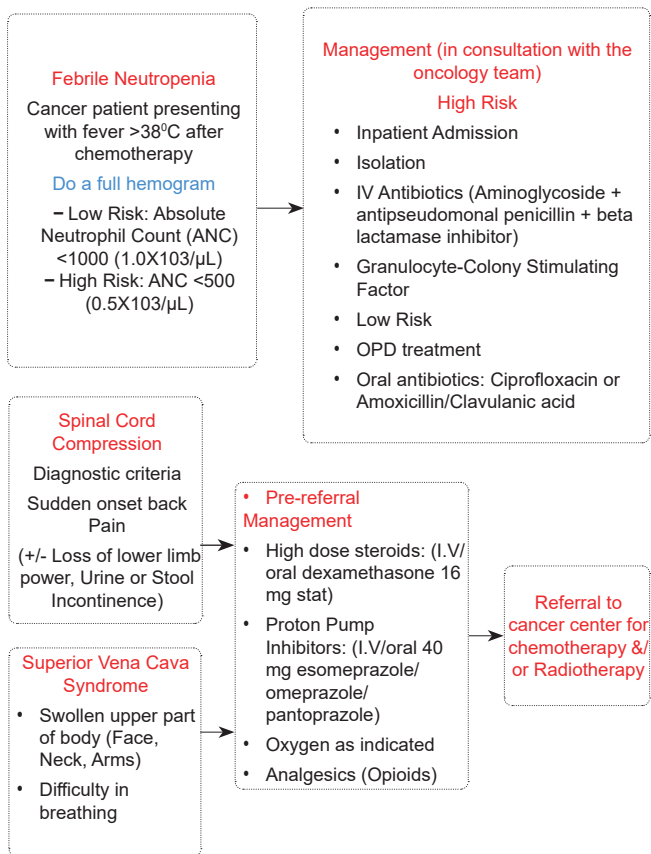 Febrile Neutropenia
Cancer patient presenting
with fever >38⁰C after
chemotherapy
Do a full hemogram
– Low Risk: Absolute
Neutrophil Count (ANC)
<1000 (1.0X103/µL)
– High Risk: ANC <500
(0.5X103/µL)
Management (in consultation with the
oncology team)
High Risk
• Inpatient Admission
• Isolation
• IV Antibiotics (Aminoglycoside +
antipseudomonal penicillin + beta
lactamase inhibitor)
• Granulocyte-Colony Stimulating
Factor
• Low Risk
• OPD treatment
• Oral antibiotics: Ciprofloxacin or
Amoxicillin/Clavulanic acid
Spinal Cord
Compression
Diagnostic criteria
Sudden onset back
Pain
(+/- Loss of lower limb
power, Urine or Stool
Incontinence)
Superior Vena Cava
Syndrome
• Swollen upper part
of body (Face,
Neck, Arms)
• Difficulty in
breathing
• Pre-referral
Management
• High dose steroids: (I.V/
oral dexamethasone 16
mg stat)
• Proton Pump
Inhibitors: (I.V/oral 40
mg esomeprazole/
omeprazole/
pantoprazole)
• Oxygen as indicated
• Analgesics (Opioids)
Referral to
cancer center for
chemotherapy &/
or Radiotherapy